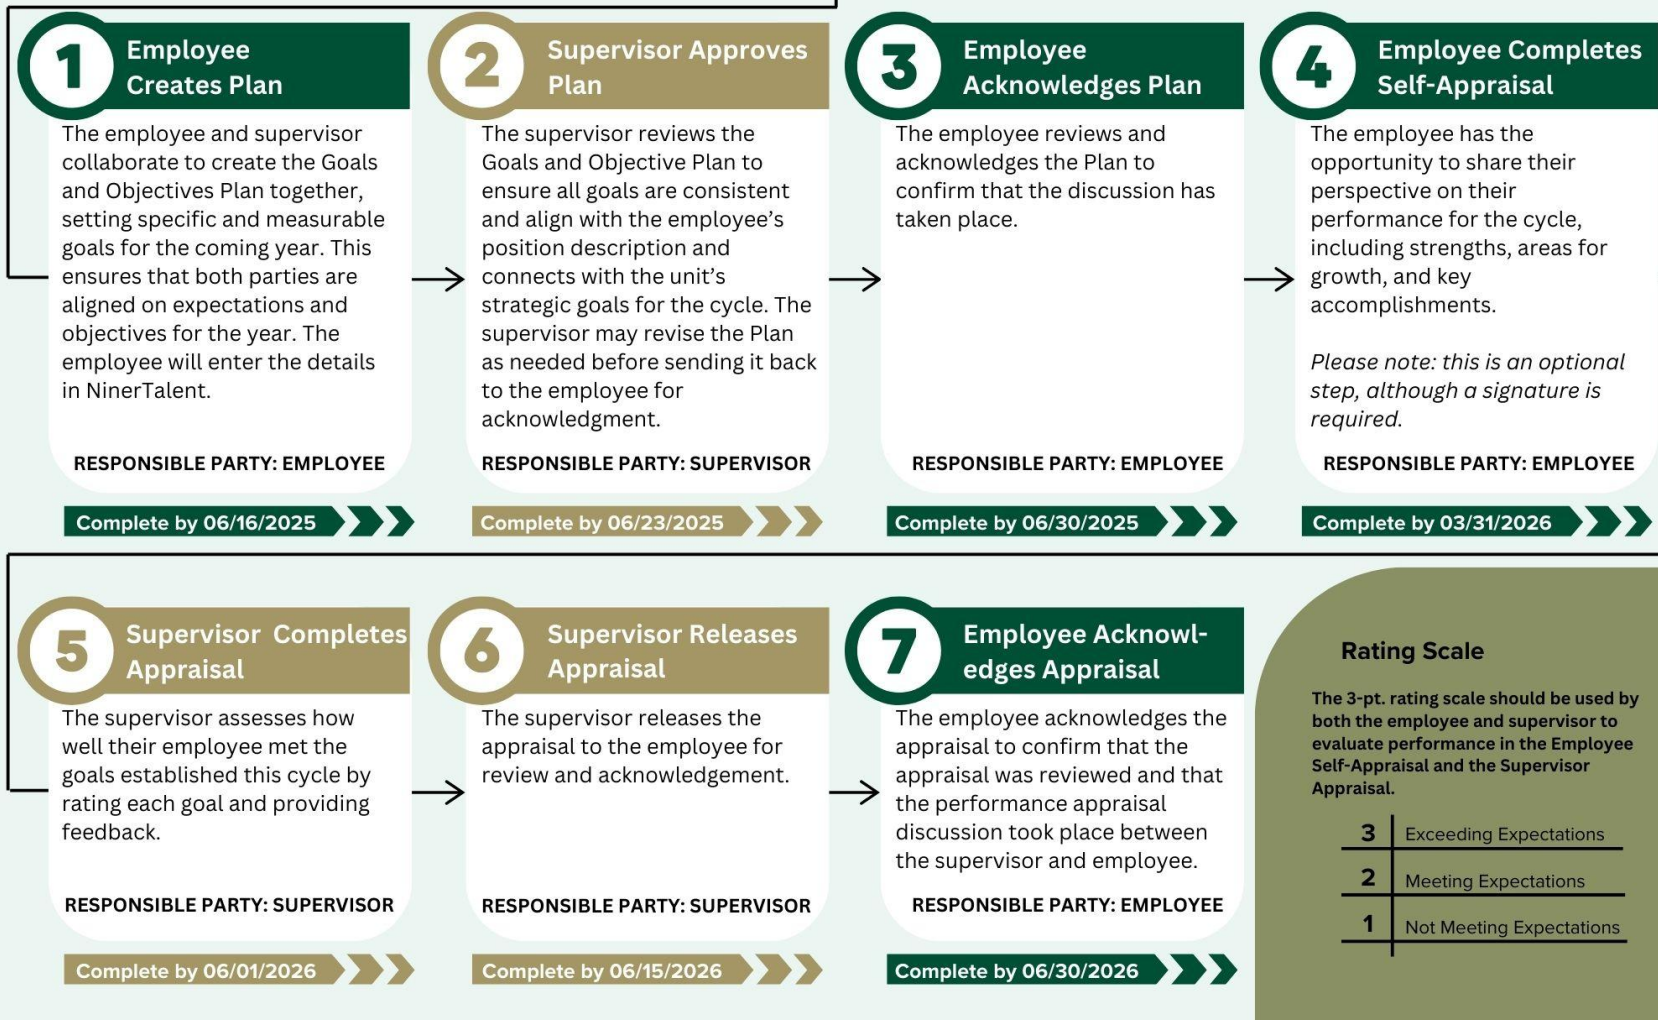 1
Employee
Creates Plan
The employee and supervisor
collaborate to create the Goals
and Objectives Plan together,
setting specific and measurable
goals for the coming year. This
ensures that both parties are
aligned on expectations and
objectives for the year. The
employee will enter the details
in NinerTalent.
RESPONSIBLE PARTY: EMPLOYEE
Complete by 06/16/2025
2
Supervisor Approves
Plan
The supervisor reviews the
Goals and Objective Plan to
ensure all goals are consistent
and align with the employee’s
position description and
connects with the unit’s
strategic goals for the cycle. The
supervisor may revise the Plan
as needed before sending it back
to the employee for
acknowledgment.
RESPONSIBLE PARTY: SUPERVISOR
Complete by 06/23/2025
3
Employee
Acknowledges Plan
The employee reviews and
acknowledges the Plan to
confirm that the discussion has
taken place.
RESPONSIBLE PARTY: EMPLOYEE
Complete by 06/30/2025
4
Employee Completes
Self-Appraisal
The employee has the
opportunity to share their
perspective on their
performance for the cycle,
including strengths, areas for
growth, and key
accomplishments.
Please note: this is an optional
step, although a signature is
required.
RESPONSIBLE PARTY: EMPLOYEE
Complete by 03/31/2026
5
Supervisor Completes
Appraisal
The supervisor assesses how
well their employee met the
goals established this cycle by
rating each goal and providing
feedback.
RESPONSIBLE PARTY: SUPERVISOR
Complete by 06/01/2026
6
Supervisor Releases
Appraisal
The supervisor releases the
appraisal to the employee for
review and acknowledgement.
RESPONSIBLE PARTY: SUPERVISOR
Complete by 06/15/2026
7
Employee Acknowl-
edges Appraisal
The employee acknowledges the
appraisal to confirm that the
appraisal was reviewed and that
the performance appraisal
discussion took place between
the supervisor and employee.
RESPONSIBLE PARTY: EMPLOYEE
Complete by 06/30/2026
Rating Scale
The 3-pt. rating scale should be used by
both the employee and supervisor to
evaluate performance in the Employee
Self-Appraisal and the Supervisor
Appraisal.
3 Exceeding Expectations
2 Meeting Expectations
1 Not Meeting Expectations